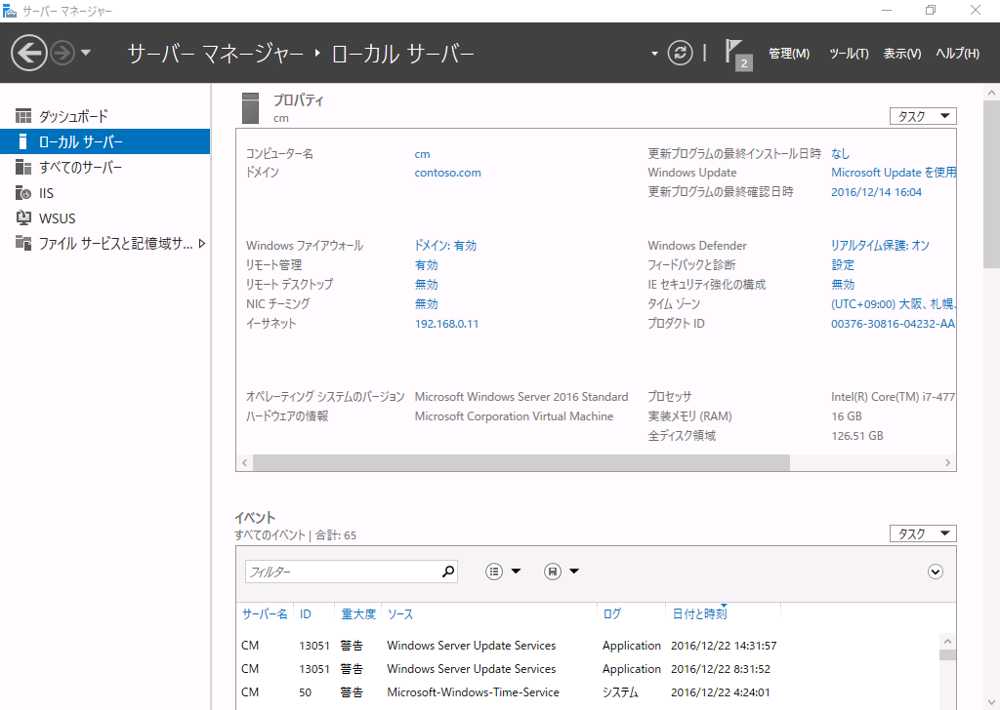 サーバー マネージャー
サーバー マネージャー ‣ ローカル サーバー
2
管理(M) ツール(T) 表示(V) ヘルプ(H)
ダッシュボード
ローカル サーバー
すべてのサーバー
IIS
WSUS
ファイル サービスと記憶域サ...
プロパティ
cm
タスク
コンピューター名 cm 更新プログラムの最終インストール日時 なし
ドメイン contoso.com Windows Update Microsoft Update を使用
更新プログラムの最終確認日時 2016/12/14 16:04
Windows ファイアウォール ドメイン: 有効 Windows Defender リアルタイム保護: オン
リモート管理 有効 フィードバックと診断 設定
リモート デスクトップ 無効 IE セキュリティ強化の構成 無効
NIC チーミング 無効 タイム ゾーン (UTC+09:00) 大阪、札幌、
イーサネット 192.168.0.11 プロダクト ID 00376-30816-04232-AA
オペレーティング システムのバージョン Microsoft Windows Server 2016 Standard プロセッサ Intel(R) Core(TM) i7-477
ハードウェアの情報 Microsoft Corporation Virtual Machine 実装メモリ (RAM) 16 GB
全ディスク領域 126.51 GB
イベント
すべてのイベント | 合計: 65
タスク
フィルター
サーバー名 ID 重大度 ソース ログ 日付と時刻
CM 13051 警告 Windows Server Update Services Application 2016/12/22 14:31:57
CM 13051 警告 Windows Server Update Services Application 2016/12/22 8:31:52
CM 50 警告 Microsoft-Windows-Time-Service システム 2016/12/22 4:24:01